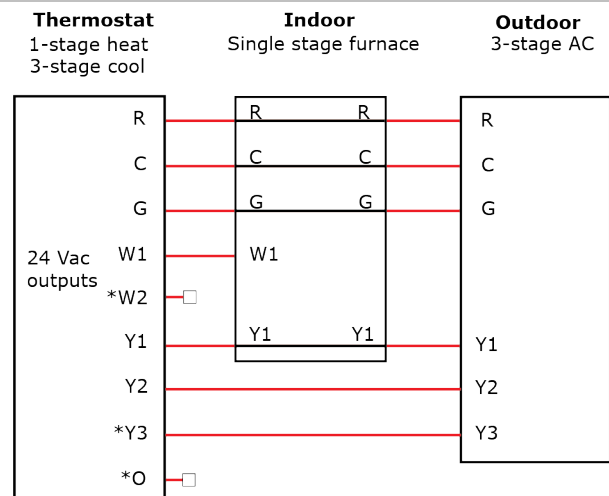 Thermostat
1-stage heat
3-stage cool
Indoor
Single stage furnace
Outdoor
3-stage AC
R R R R
C C C C
G G G G
24 Vac
outputs
W1 W1
*W2
Y1 Y1 Y1 Y1
Y2 Y2
*Y3 Y3
*O